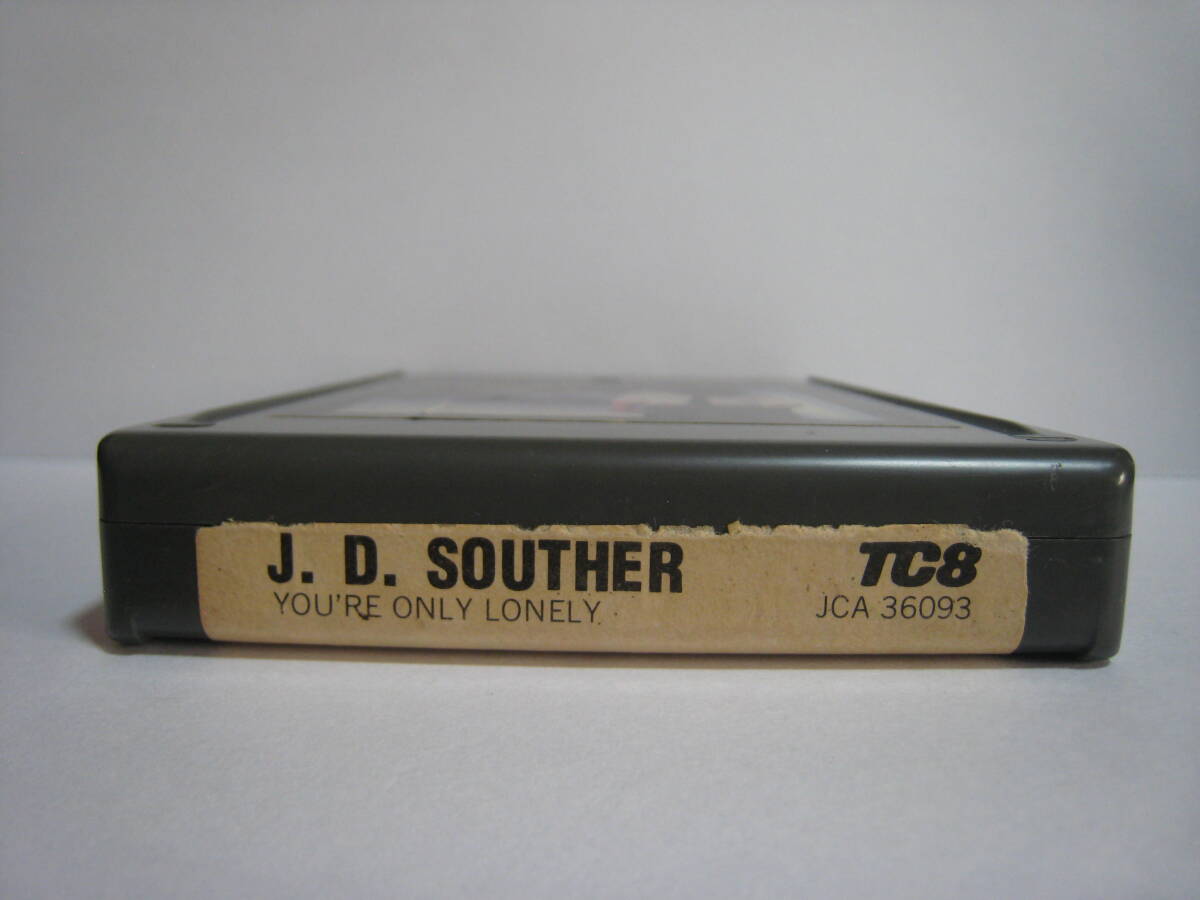 J. D. SOUTHER TC8
YOU'RE ONLY LONELY JCA 36093